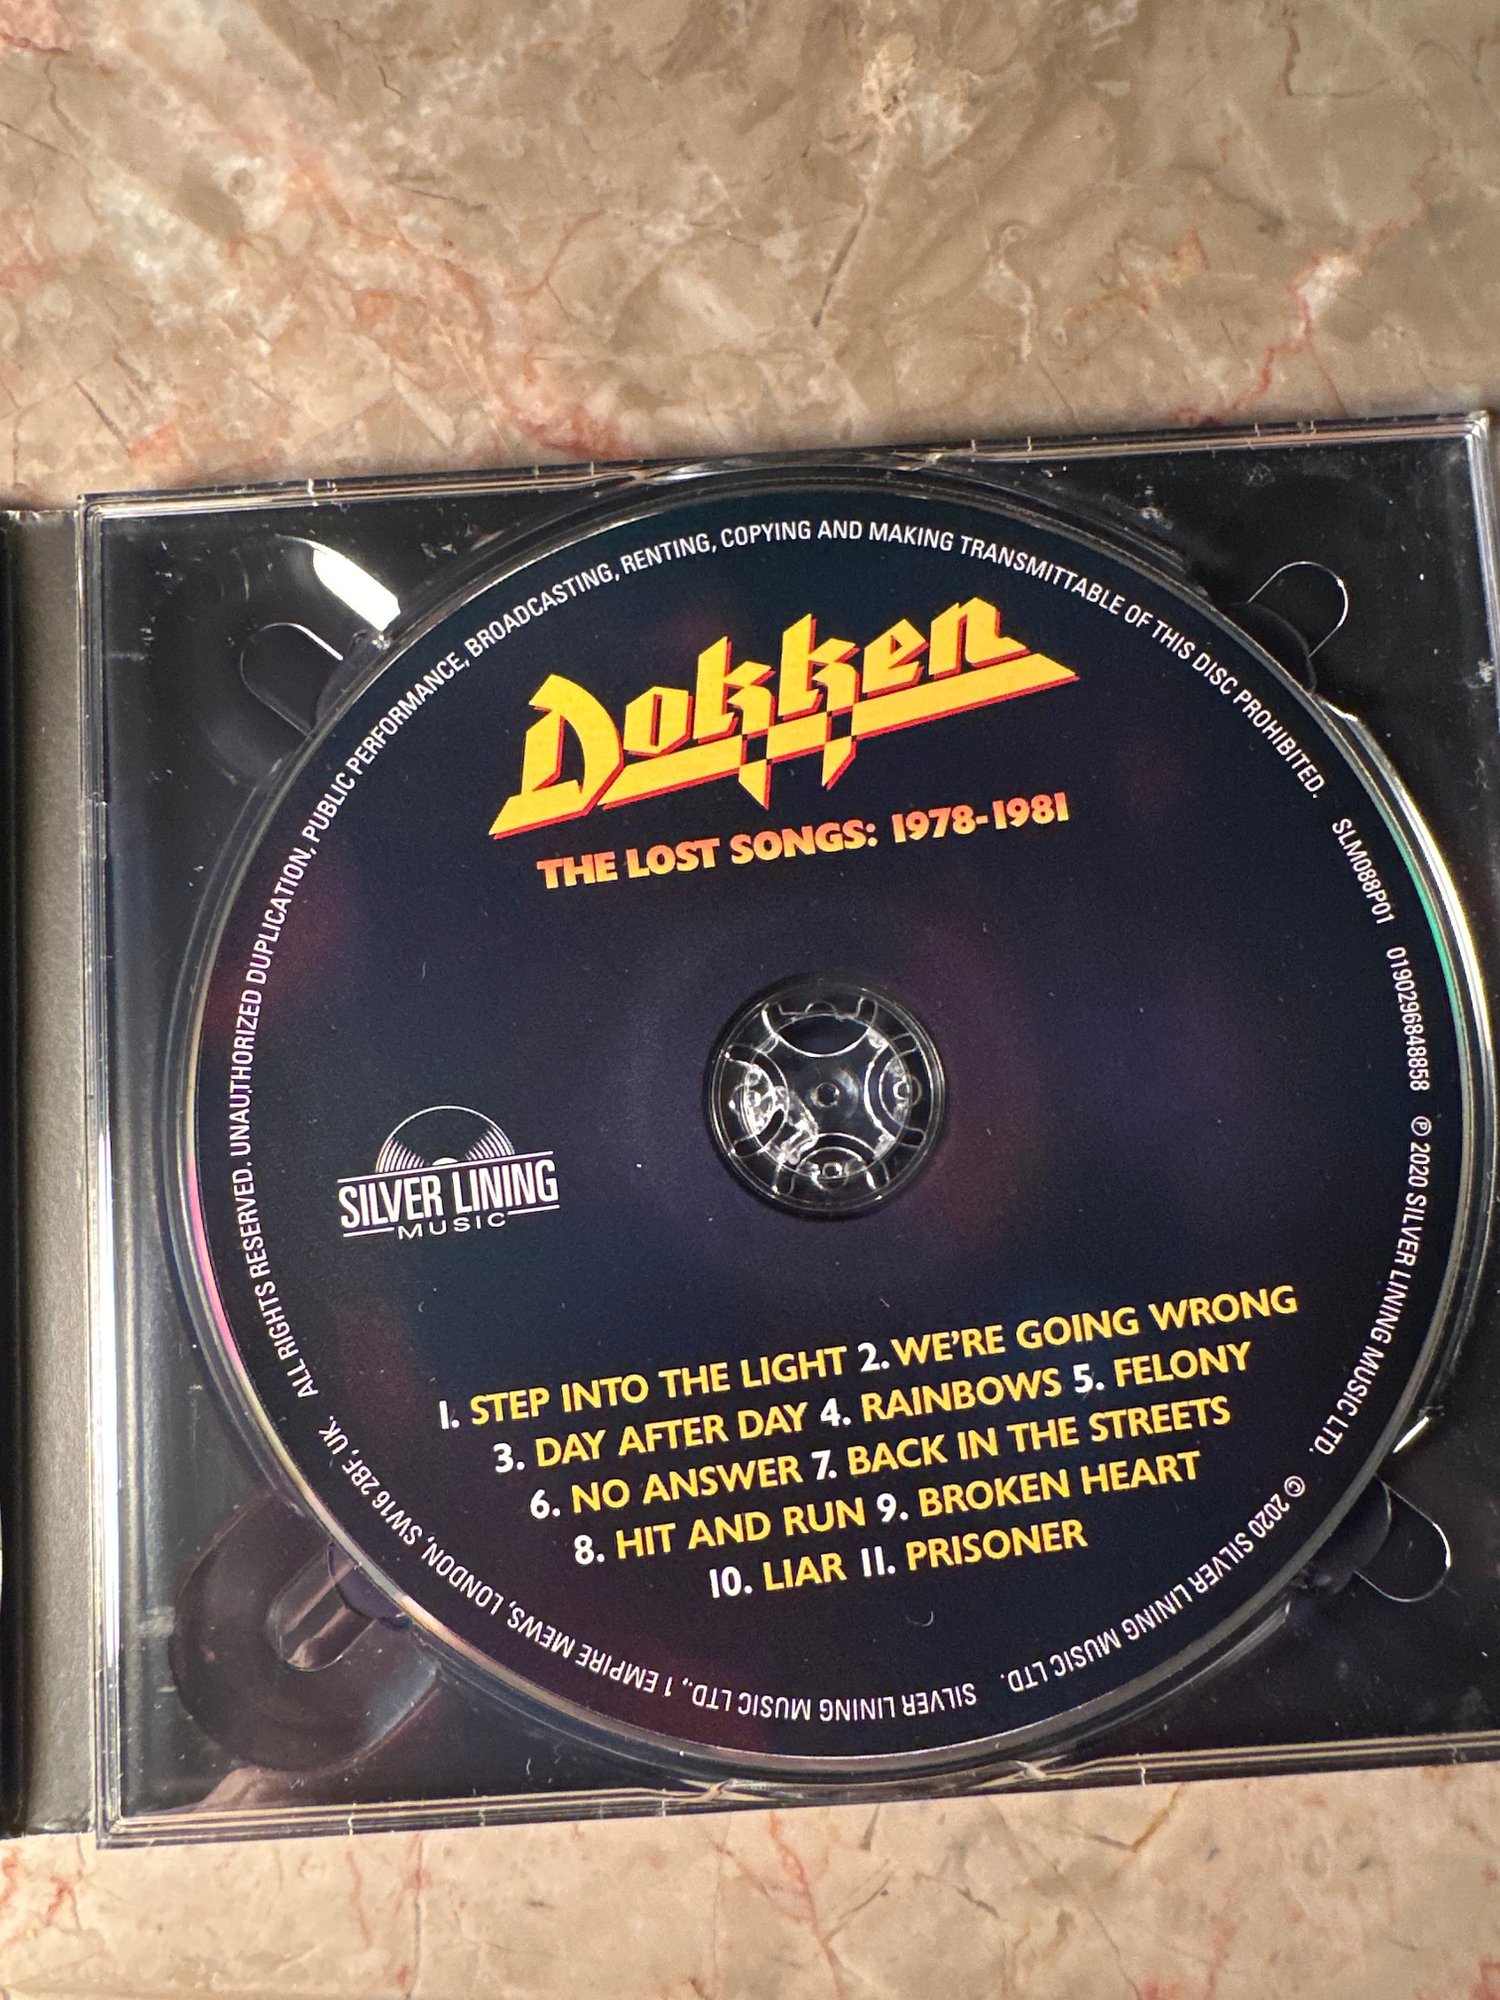 Dokken
THE LOST SONGS: 1978-1981
SILVER LINING
MUSIC
1. STEP INTO THE LIGHT 2. WE'RE GOING WRONG
3. DAY AFTER DAY 4. RAINBOWS 5. FELONY
6. NO ANSWER 7. BACK IN THE STREETS
8. HIT AND RUN 9. BROKEN HEART
10. LIAR 11. PRISONER
ALL RIGHTS RESERVED. UNAUTHORIZED DUPLICATION, PUBLIC PERFORMANCE, BROADCASTING, RENTING, COPYING AND MAKING TRANSMITTABLE OF THIS DISC PROHIBITED. SLM088P01 0190296848858 ℗ 2020 SILVER LINING MUSIC LTD. © 2020 SILVER LINING MUSIC LTD. SILVER LINING MUSIC LTD., 1 EMPIRE MEWS, LONDON, SW16 2BF, UK.